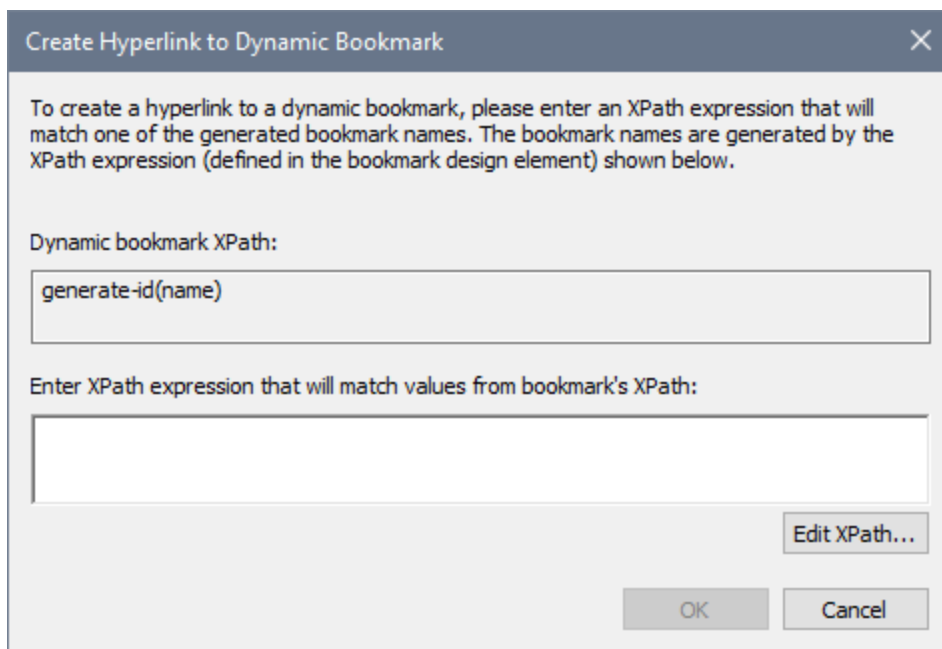 Create Hyperlink to Dynamic Bookmark
To create a hyperlink to a dynamic bookmark, please enter an XPath expression that will
match one of the generated bookmark names. The bookmark names are generated by the
XPath expression (defined in the bookmark design element) shown below.
Dynamic bookmark XPath:
generate-id(name)
Enter XPath expression that will match values from bookmark's XPath:
Edit XPath...
OK
Cancel